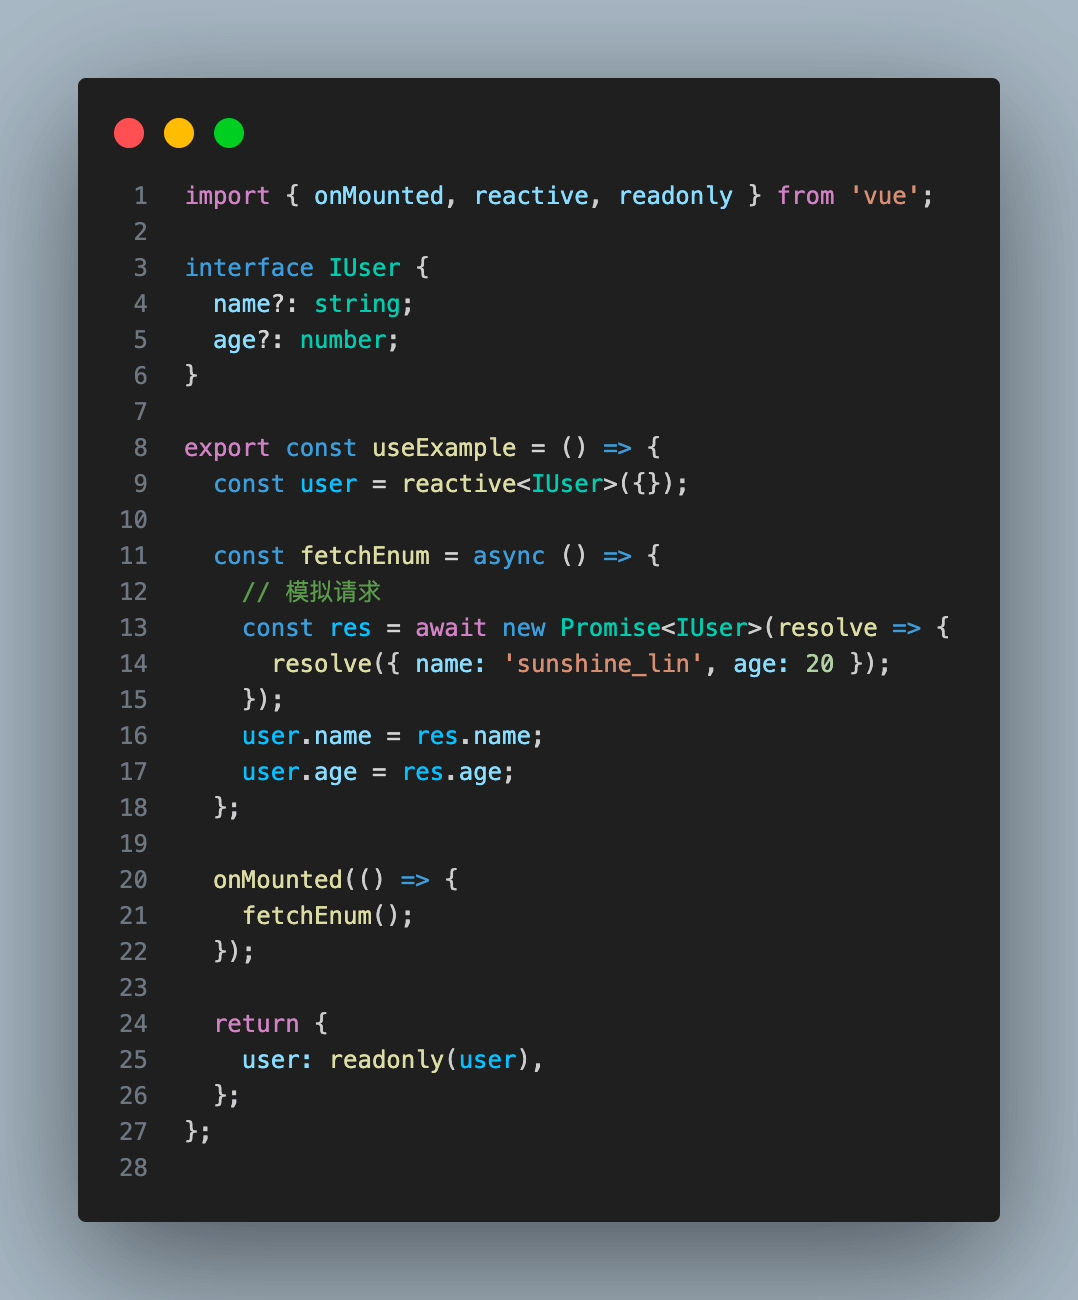 1 import { onMounted, reactive, readonly } from 'vue';
2
3 interface IUser {
4   name?: string;
5   age?: number;
6 }
7
8 export const useExample = () => {
9   const user = reactive<IUser>({});
10
11   const fetchEnum = async () => {
12     // 模拟请求
13     const res = await new Promise<IUser>(resolve => {
14       resolve({ name: 'sunshine_lin', age: 20 });
15     });
16     user.name = res.name;
17     user.age = res.age;
18   };
19
20   onMounted(() => {
21     fetchEnum();
22   });
23
24   return {
25     user: readonly(user),
26   };
27 };
28